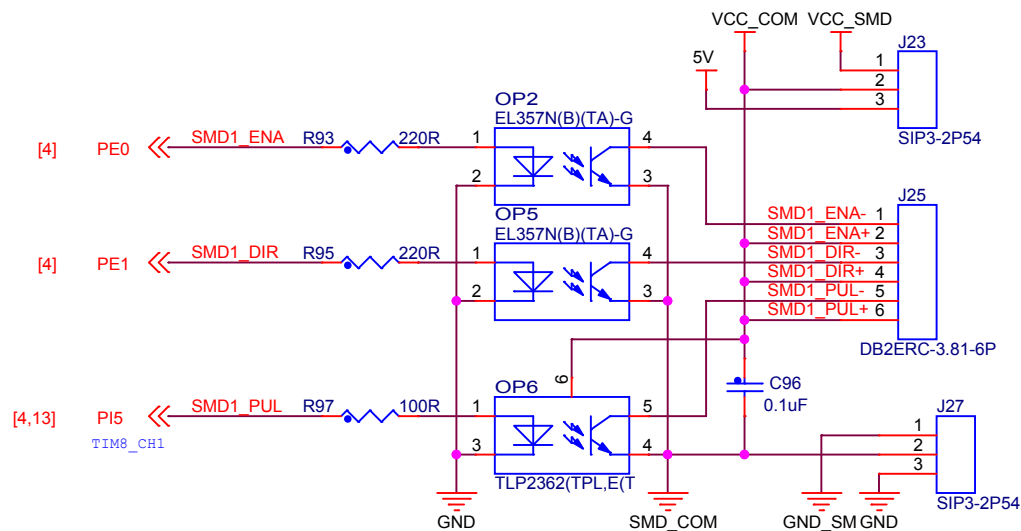 VCC_COM VCC_SMD
J23
5V
1
2
3
SIP3-2P54
OP2
EL357N(B)(TA)-G
[4] PE0 SMD1_ENA R93 220R 1 4
2 3
OP5
EL357N(B)(TA)-G
[4] PE1 SMD1_DIR R95 220R 1 4
2 3
J25
SMD1_ENA- 1
SMD1_ENA+ 2
SMD1_DIR- 3
SMD1_DIR+ 4
SMD1_PUL- 5
SMD1_PUL+ 6
DB2ERC-3.81-6P
6
OP6
C96
0.1uF
[4,13] PI5 SMD1_PUL R97 100R 1 5
TIM8_CH1
3 4
TLP2362(TPL,E(T
J27
1
2
3
SIP3-2P54
GND SMD_COM GND_SM GND